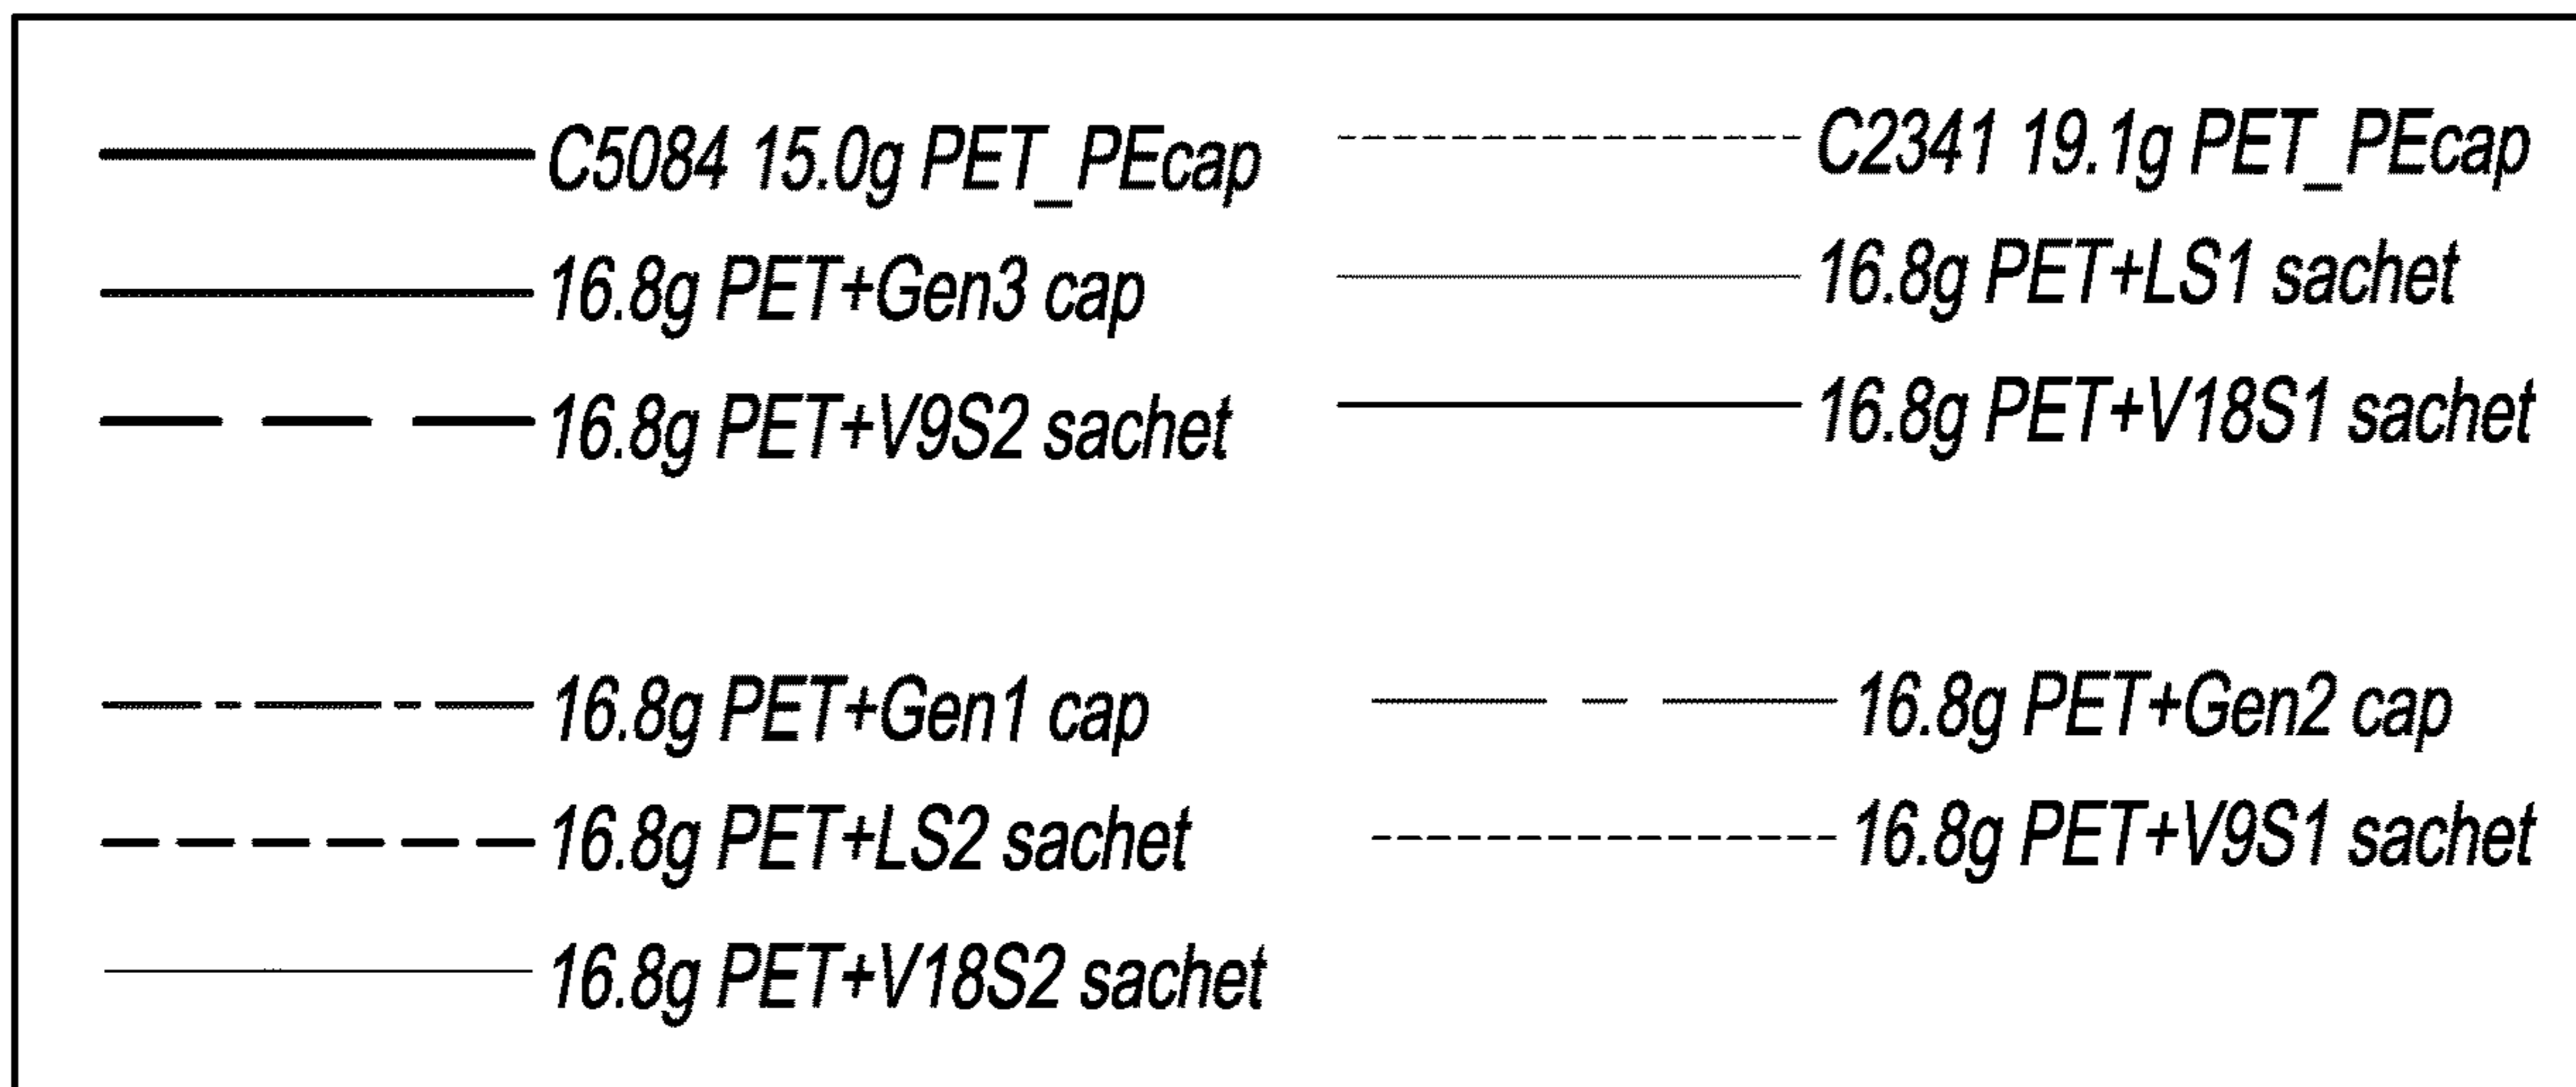 C5084 15.0g PET_PEcap
C2341 19.1g PET_PEcap
16.8g PET+Gen3 cap
16.8g PET+LS1 sachet
16.8g PET+V9S2 sachet
16.8g PET+V18S1 sachet
16.8g PET+Gen1 cap
16.8g PET+Gen2 cap
16.8g PET+LS2 sachet
16.8g PET+V9S1 sachet
16.8g PET+V18S2 sachet